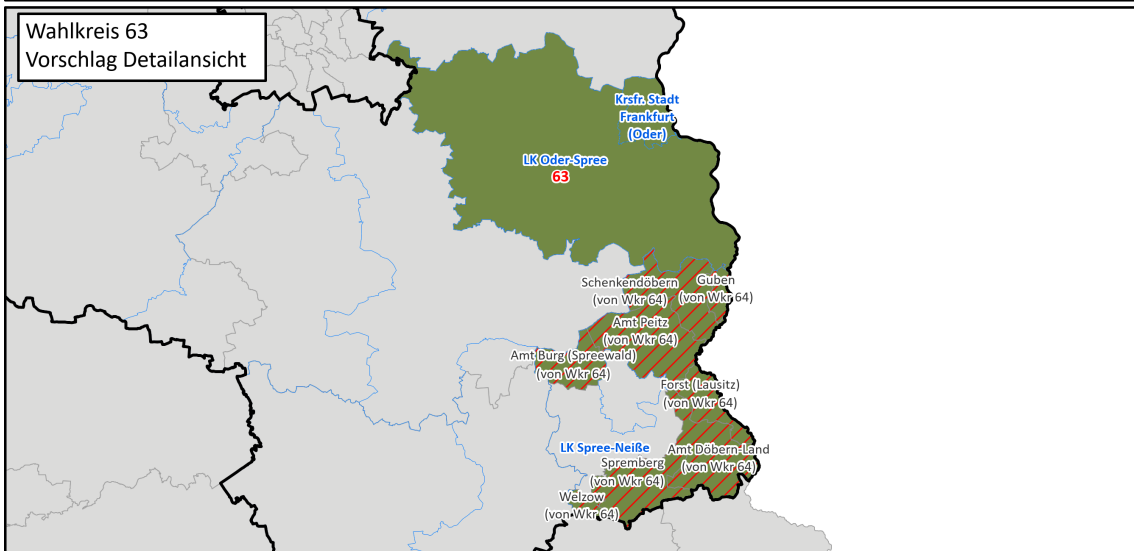 Wahlkreis 63
Vorschlag Detailansicht
Krsfr. Stadt
Frankfurt
(Oder)
LK Oder-Spree
63
Schenkendöbern
(von Wkr 64)
Guben
(von Wkr 64)
Amt Peitz
(von Wkr 64)
Amt Burg (Spreewald)
(von Wkr 64)
Forst (Lausitz)
(von Wkr 64)
LK Spree-Neiße
Amt Döbern-Land
(von Wkr 64)
Spremberg
(von Wkr 64)
Welzow
(von Wkr 64)